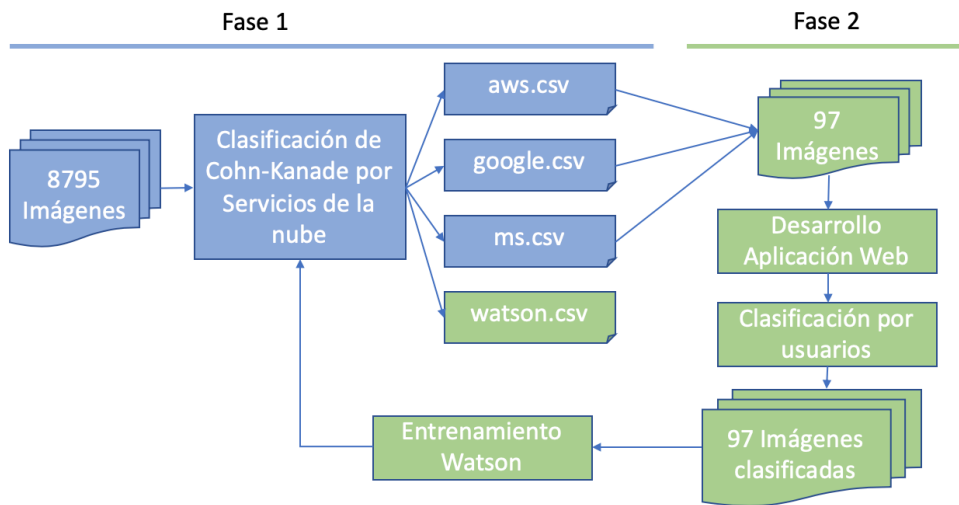 Fase 1
Fase 2
8795
Imágenes
Clasificación de
Cohn-Kanade por
Servicios de la
nube
aws.csv
google.csv
ms.csv
watson.csv
97
Imágenes
Desarrollo
Aplicación Web
Clasificación por
usuarios
97 Imágenes
clasificadas
Entrenamiento
Watson